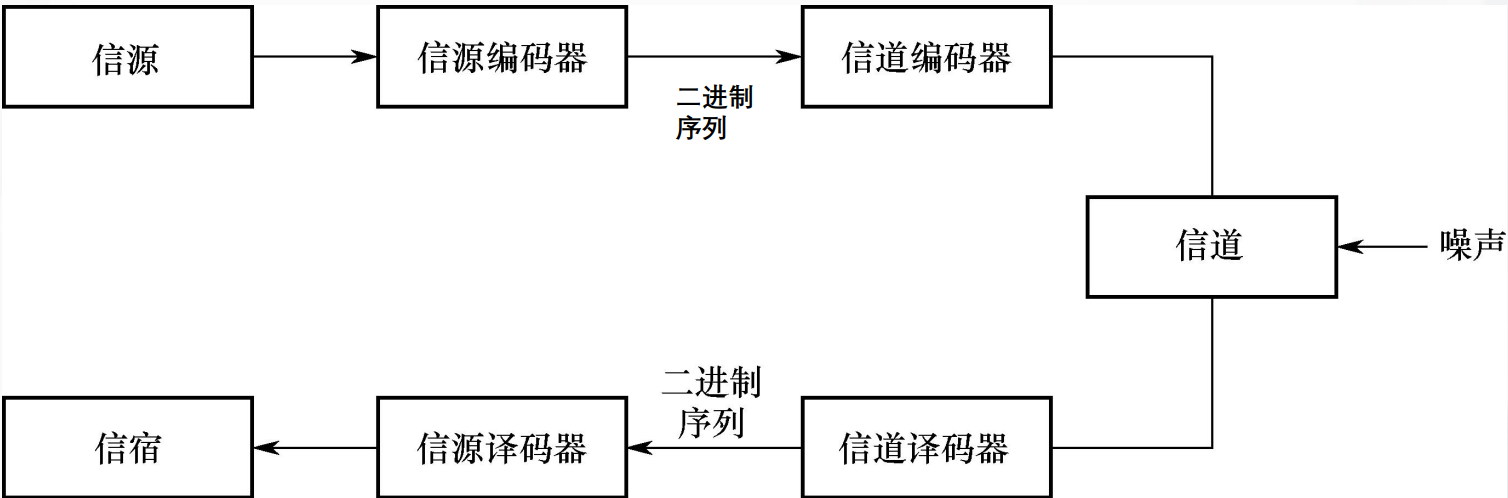 信源
信源编码器
二进制
序列
信道编码器
信道
噪声
信宿
信源译码器
二进制
序列
信道译码器